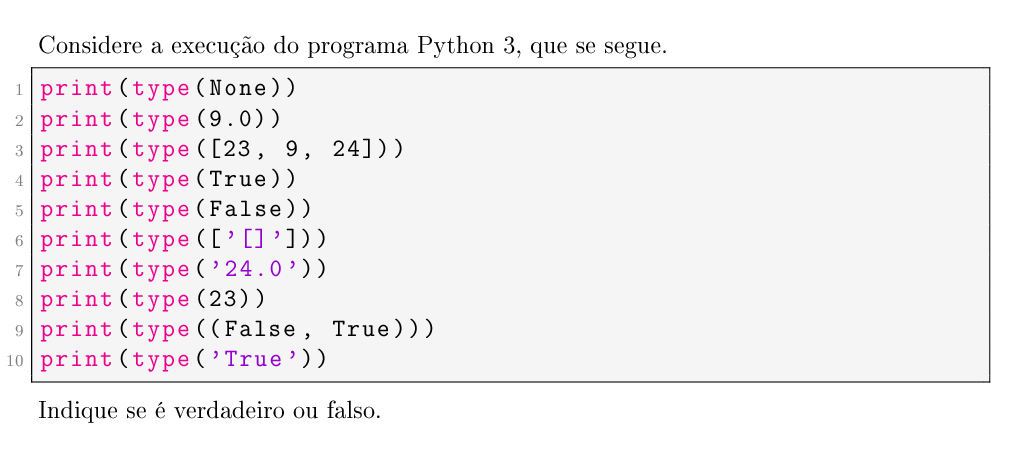 Considere a execução do programa Python 3, que se segue.
1 print(type(None))
2 print(type(9.0))
3 print(type([23, 9, 24]))
4 print(type(True))
5 print(type(False))
6 print(type(['[]']))
7 print(type('24.0'))
8 print(type(23))
9 print(type((False, True)))
10 print(type('True'))
Indique se é verdadeiro ou falso.